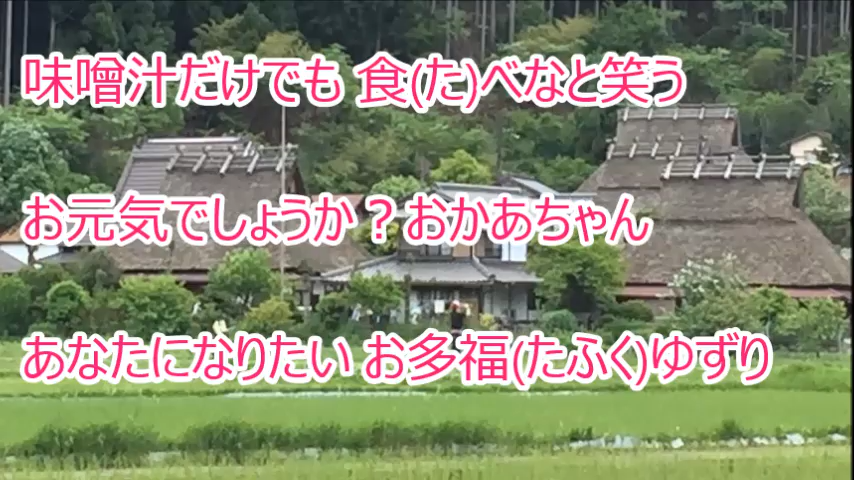 味噌汁だけでも 食(た)べなと笑う
お元気でしょうか？おかあちゃん
あなたになりたい お多福(たふく)ゆずり